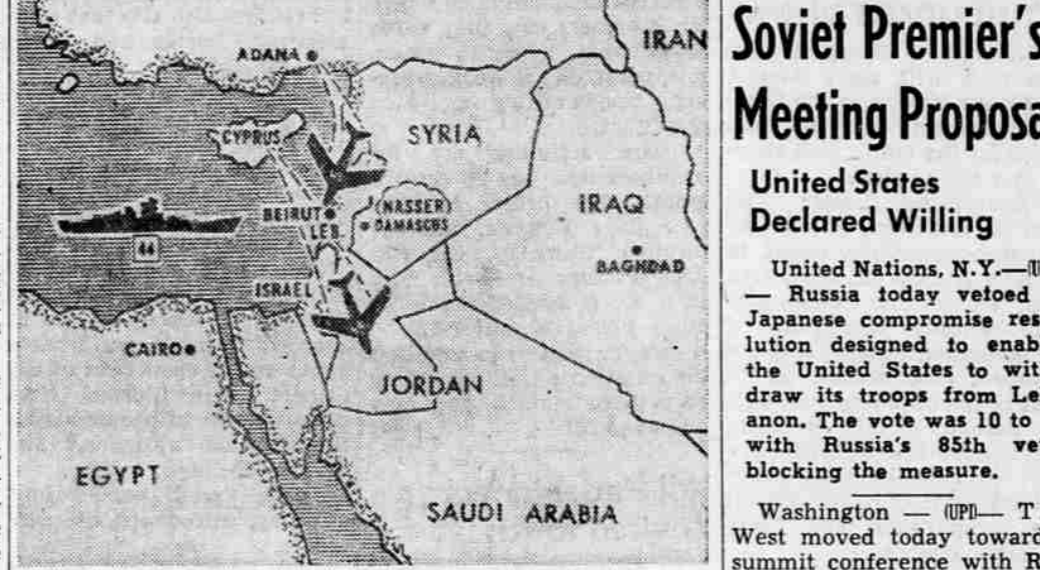 ADANA
IRAN
CYPRUS
SYRIA
BEIRUT
(NASSER)
DAMASCUS
LEB.
IRAQ
BAGHDAD
44
ISRAEL
CAIRO
JORDAN
EGYPT
SAUDI ARABIA
Soviet Premier's
Meeting Proposa
United States
Declared Willing
United Nations, N.Y.—(U
— Russia today vetoed
Japanese compromise res
lution designed to enab
the United States to wit
draw its troops from Le
anon. The vote was 10 to
with Russia's 85th ve
blocking the measure.
Washington — (UPI)— T
West moved today toward
summit conference with R